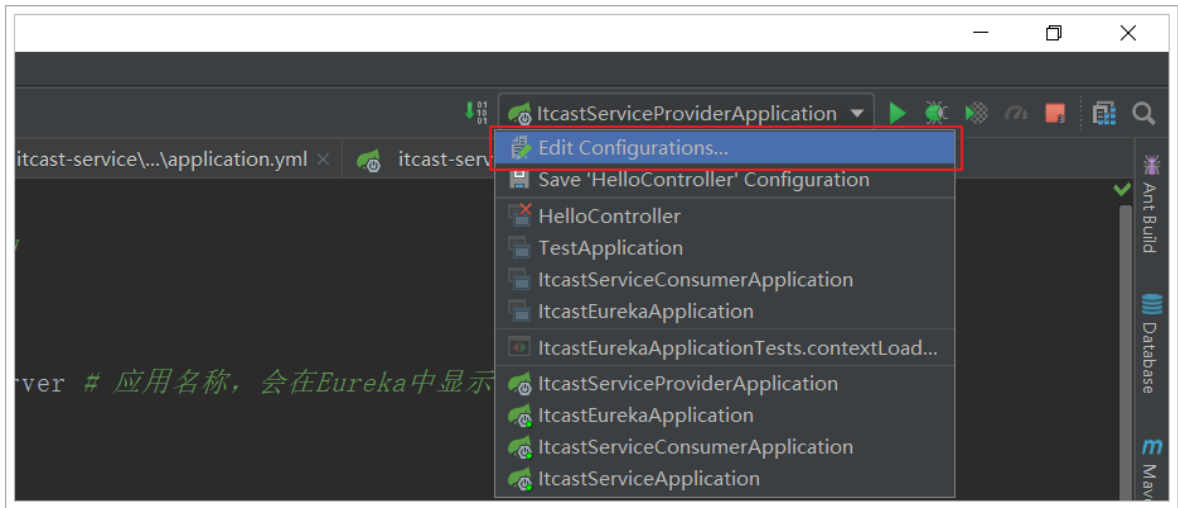 ItcastServiceProviderApplication
itcast-service\...\application.yml
itcast-serv
Edit Configurations...
Save 'HelloController' Configuration
HelloController
TestApplication
ItcastServiceConsumerApplication
ItcastEurekaApplication
ItcastEurekaApplicationTests.contextLoad...
ver # 应用名称，会在Eureka中显示
ItcastServiceProviderApplication
ItcastEurekaApplication
ItcastServiceConsumerApplication
ItcastServiceApplication
Ant Build
Database
m Mav